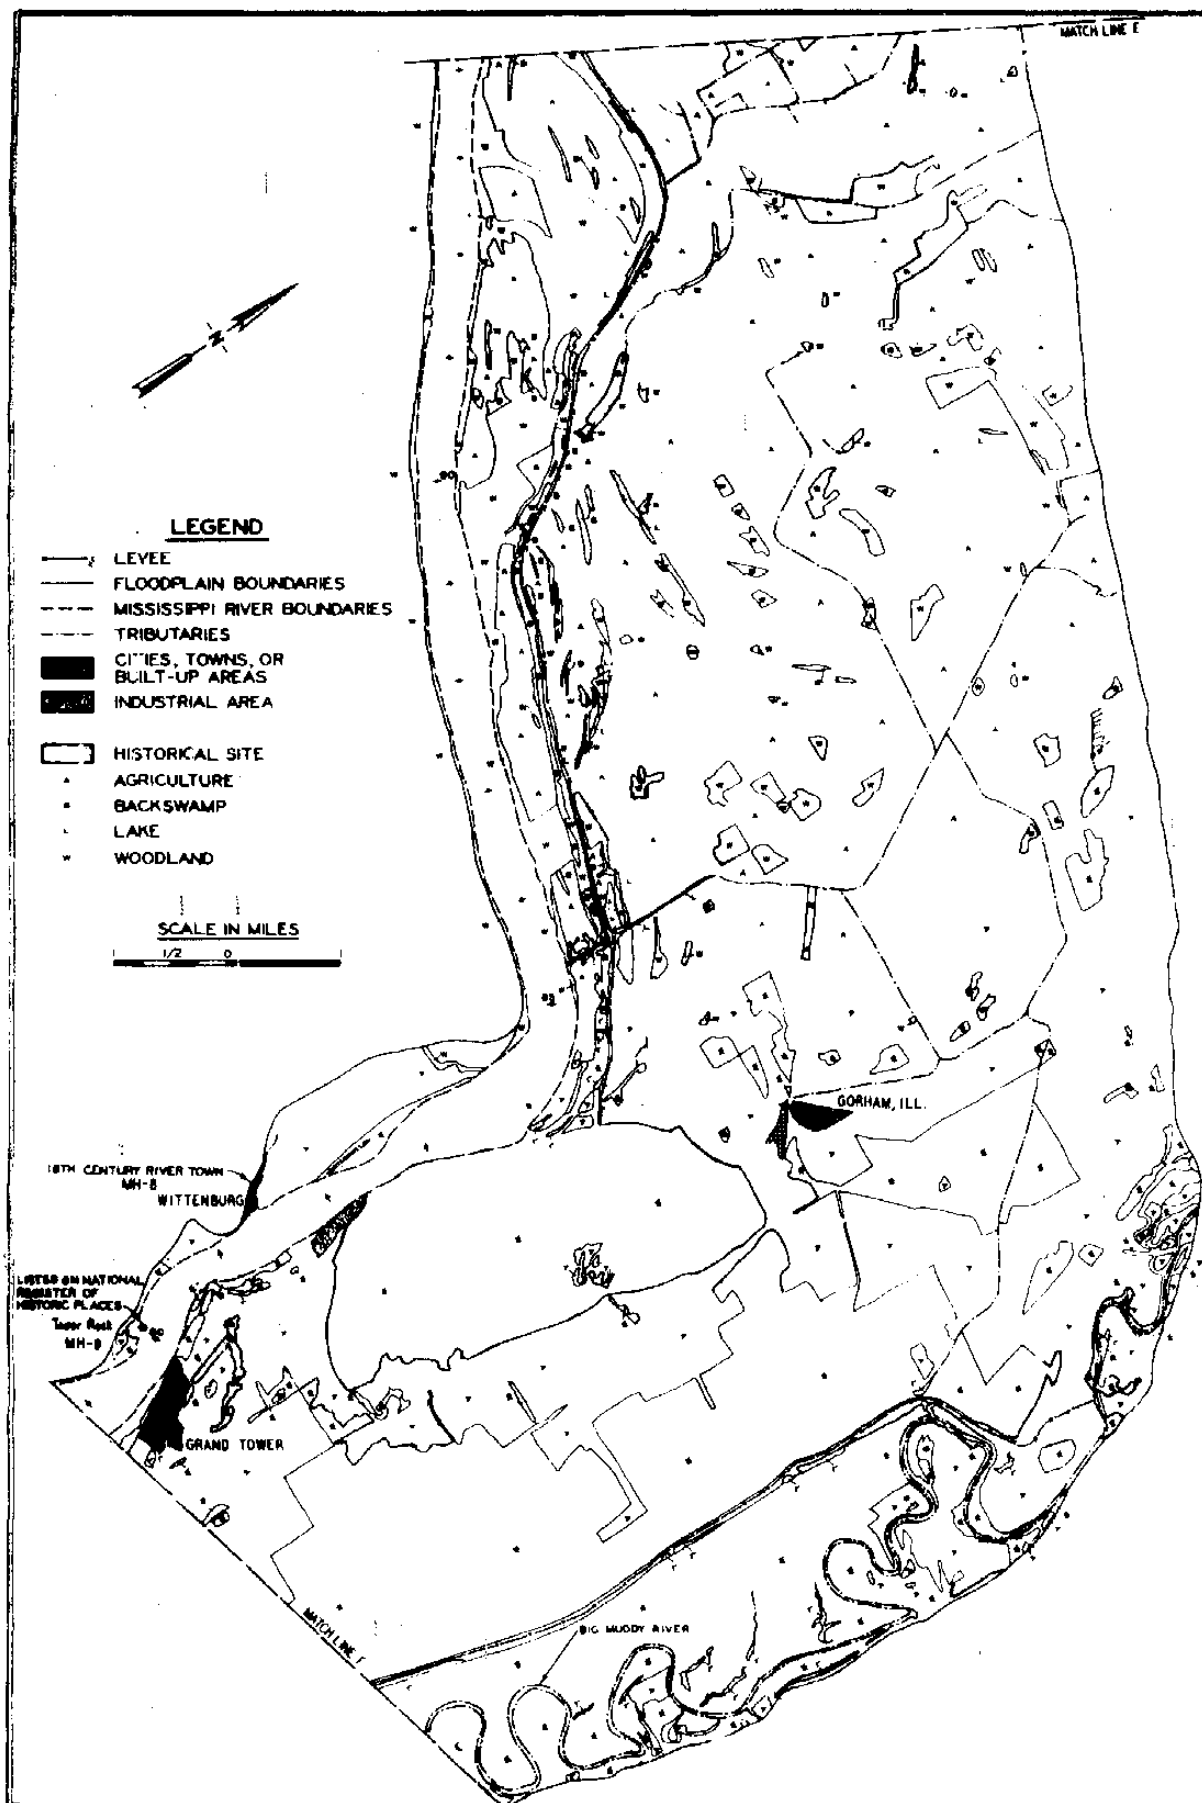 MATCH LINE E
N
LEGEND
LEVEE
FLOODPLAIN BOUNDARIES
MISSISSIPPI RIVER BOUNDARIES
TRIBUTARIES
CITIES, TOWNS, OR
BUILT-UP AREAS
INDUSTRIAL AREA
HISTORICAL SITE
AGRICULTURE
BACKSWAMP
L LAKE
W WOODLAND
SCALE IN MILES
1/2 0
GORHAM, ILL.
CENTURY RIVER TOWN
MH-8
WITTENBURG
LISTED ON NATIONAL
REGISTER OF
HISTORIC PLACES
Tower Rock
MH-9
GRAND TOWER
MATCH LINE F
BIG MUDDY RIVER